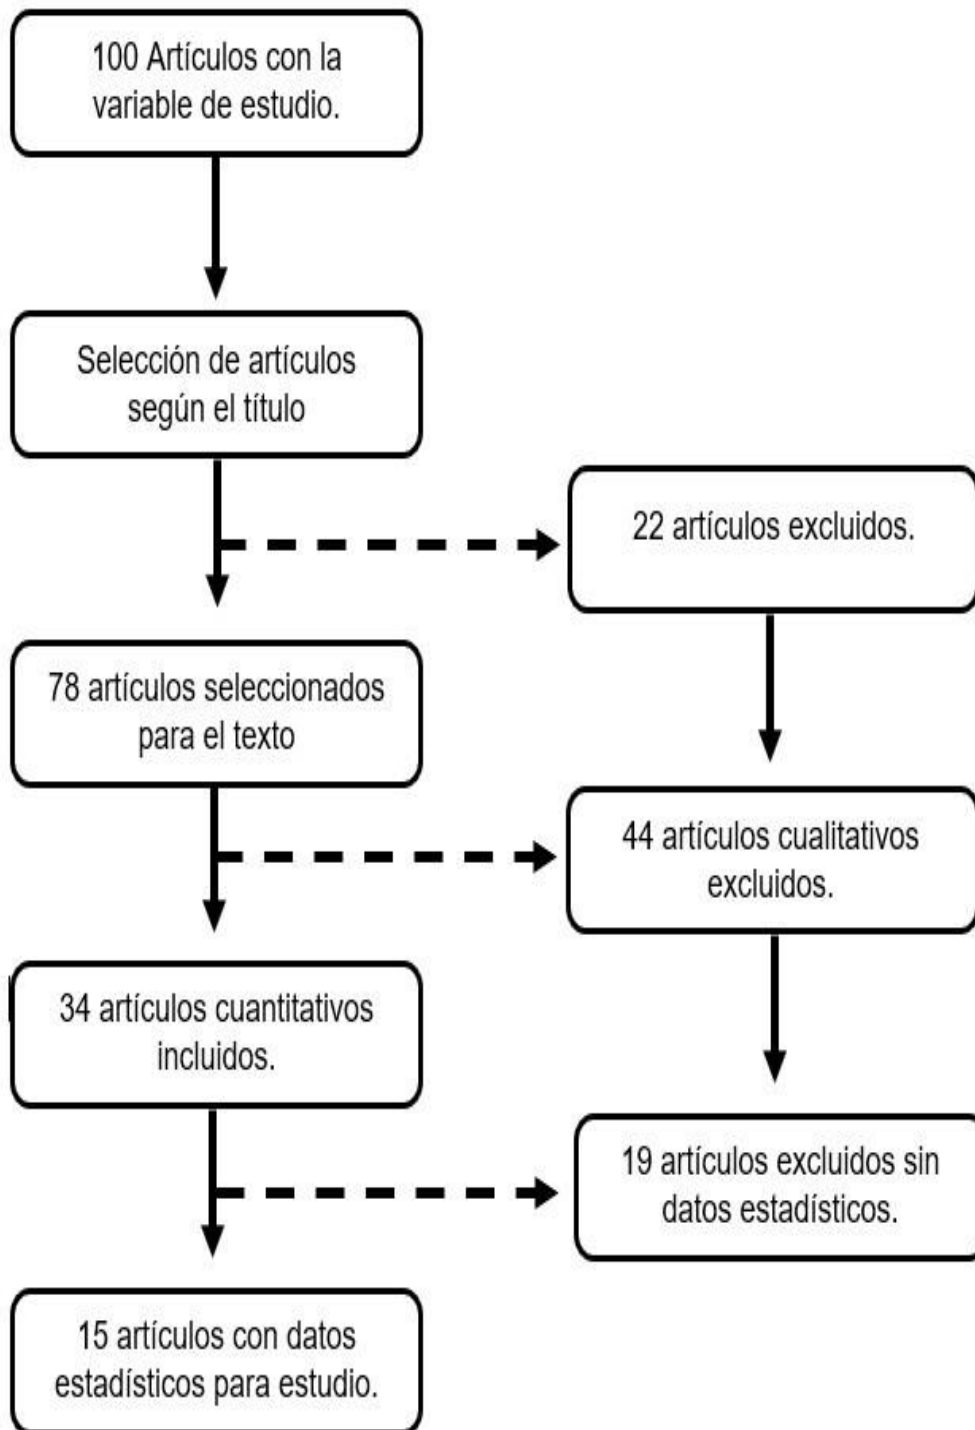 100 Artículos con la
variable de estudio.
Selección de artículos
según el título
22 artículos excluidos.
78 artículos seleccionados
para el texto
44 artículos cualitativos
excluidos.
34 artículos cuantitativos
incluidos.
19 artículos excluidos sin
datos estadísticos.
15 artículos con datos
estadísticos para estudio.